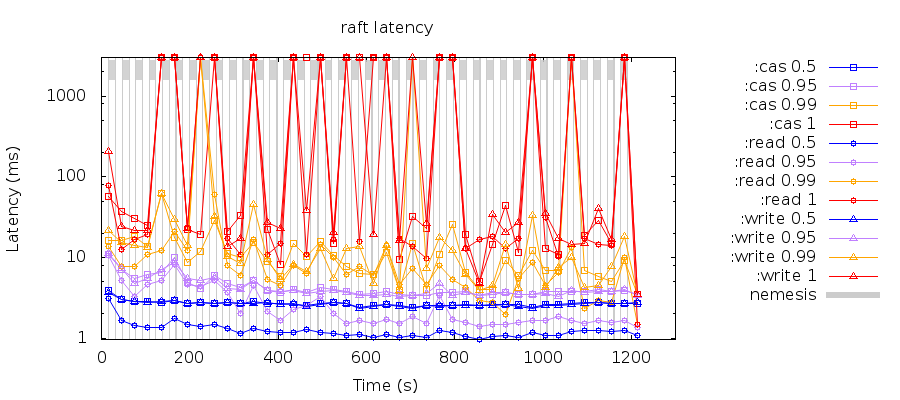 raft latency
Latency (ms)
1000
100
10
1
0
200
400
600
800
1000
1200
Time (s)
:cas 0.5
:cas 0.95
:cas 0.99
:cas 1
:read 0.5
:read 0.95
:read 0.99
:read 1
:write 0.5
:write 0.95
:write 0.99
:write 1
nemesis